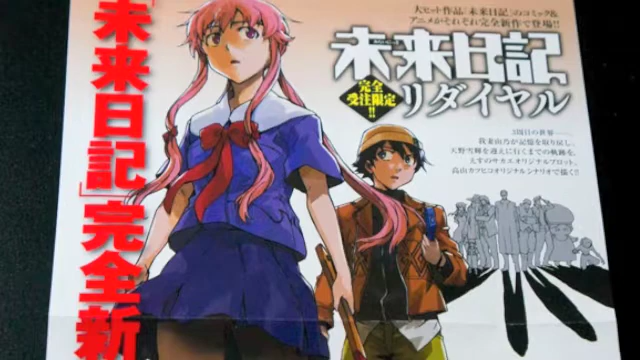 大ヒット作品「未来日記」のコミック&
アニメがそれぞれ完全新作で登場!!
未来日記
リダイヤル
完全
受注限定
!!
「未来日記」完全新
3周目の世界――。
我妻由乃が記憶を取り戻し、
天野雪輝を迎えに行くまでの軌跡を、
えすのサカエオリジナルプロット、
高山カツヒコオリジナルシナリオで描く!!